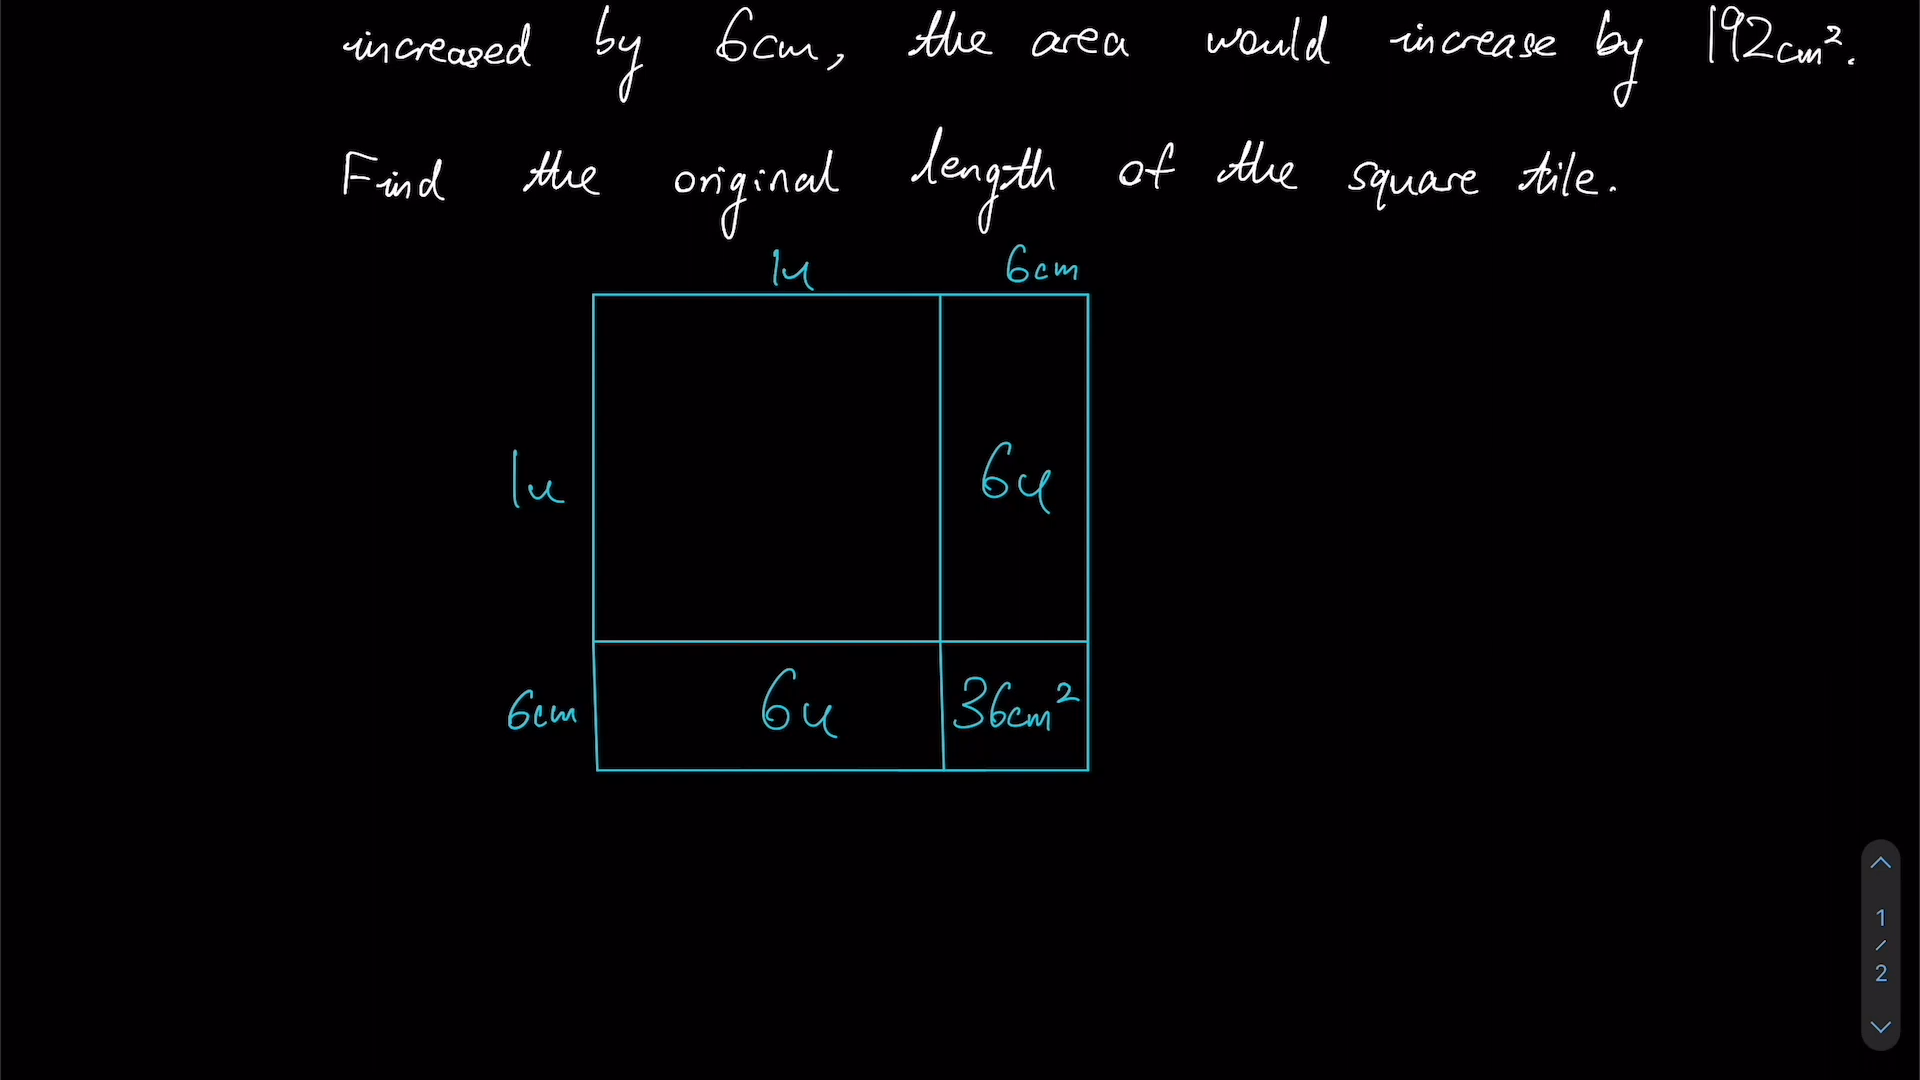 increased by 6cm, the area would increase by 192cm².
Find the original length of the square tile.
1u 6cm
1u 6u
6cm 6u 36cm²
1
/
2